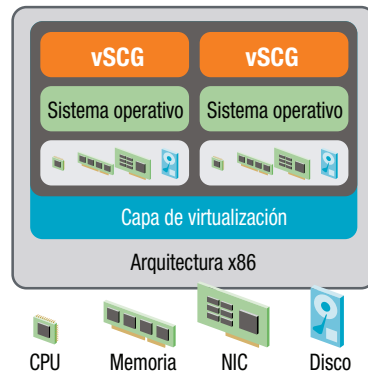 vSCG vSCG
Sistema operativo Sistema operativo
Capa de virtualización
Arquitectura x86
CPU Memoria NIC Disco